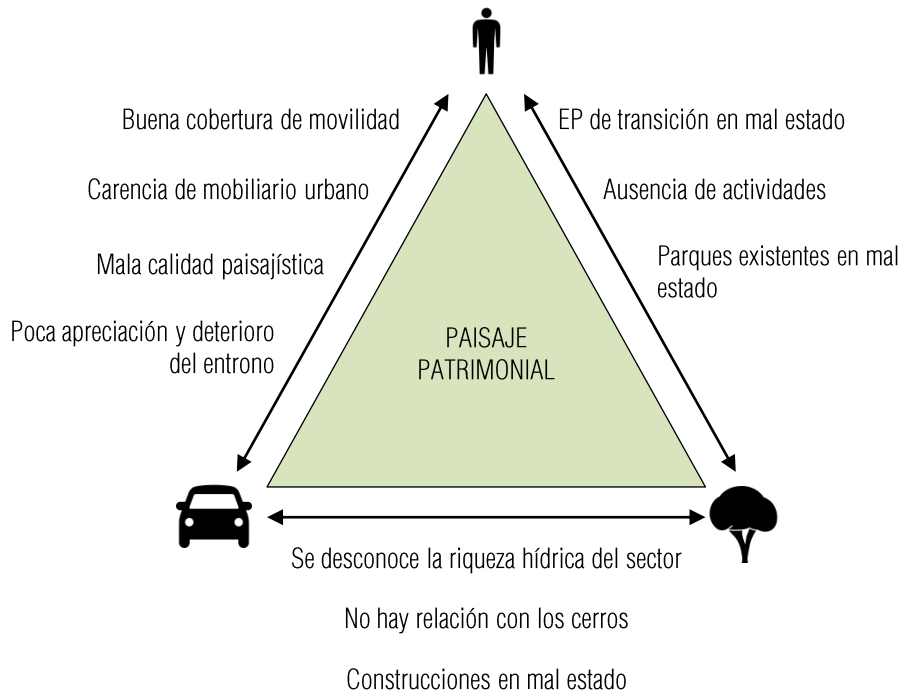 Buena cobertura de movilidad
EP de transición en mal estado
Carencia de mobiliario urbano
Ausencia de actividades
Mala calidad paisajística
Parques existentes en mal
estado
Poca apreciación y deterioro
del entrono
PAISAJE
PATRIMONIAL
Se desconoce la riqueza hídrica del sector
No hay relación con los cerros
Construcciones en mal estado